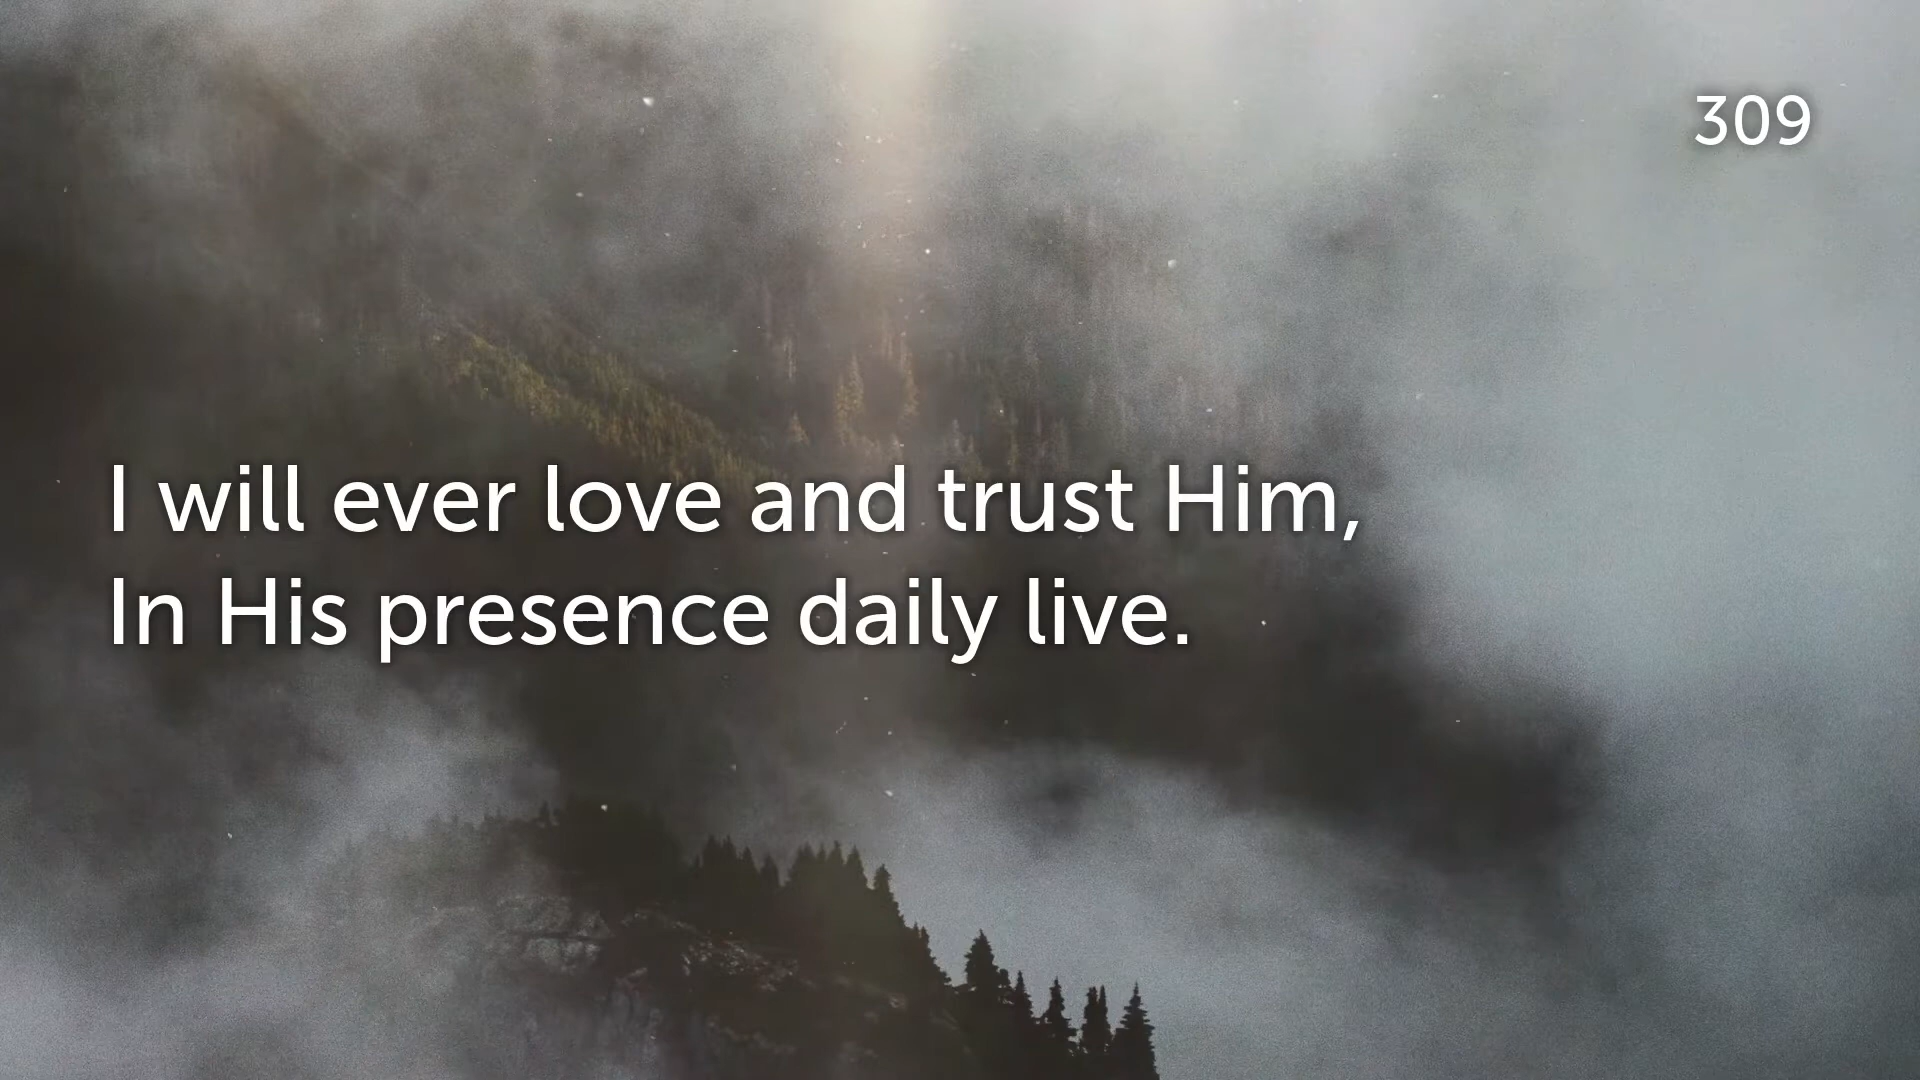 309
I will ever love and trust Him,
In His presence daily live.